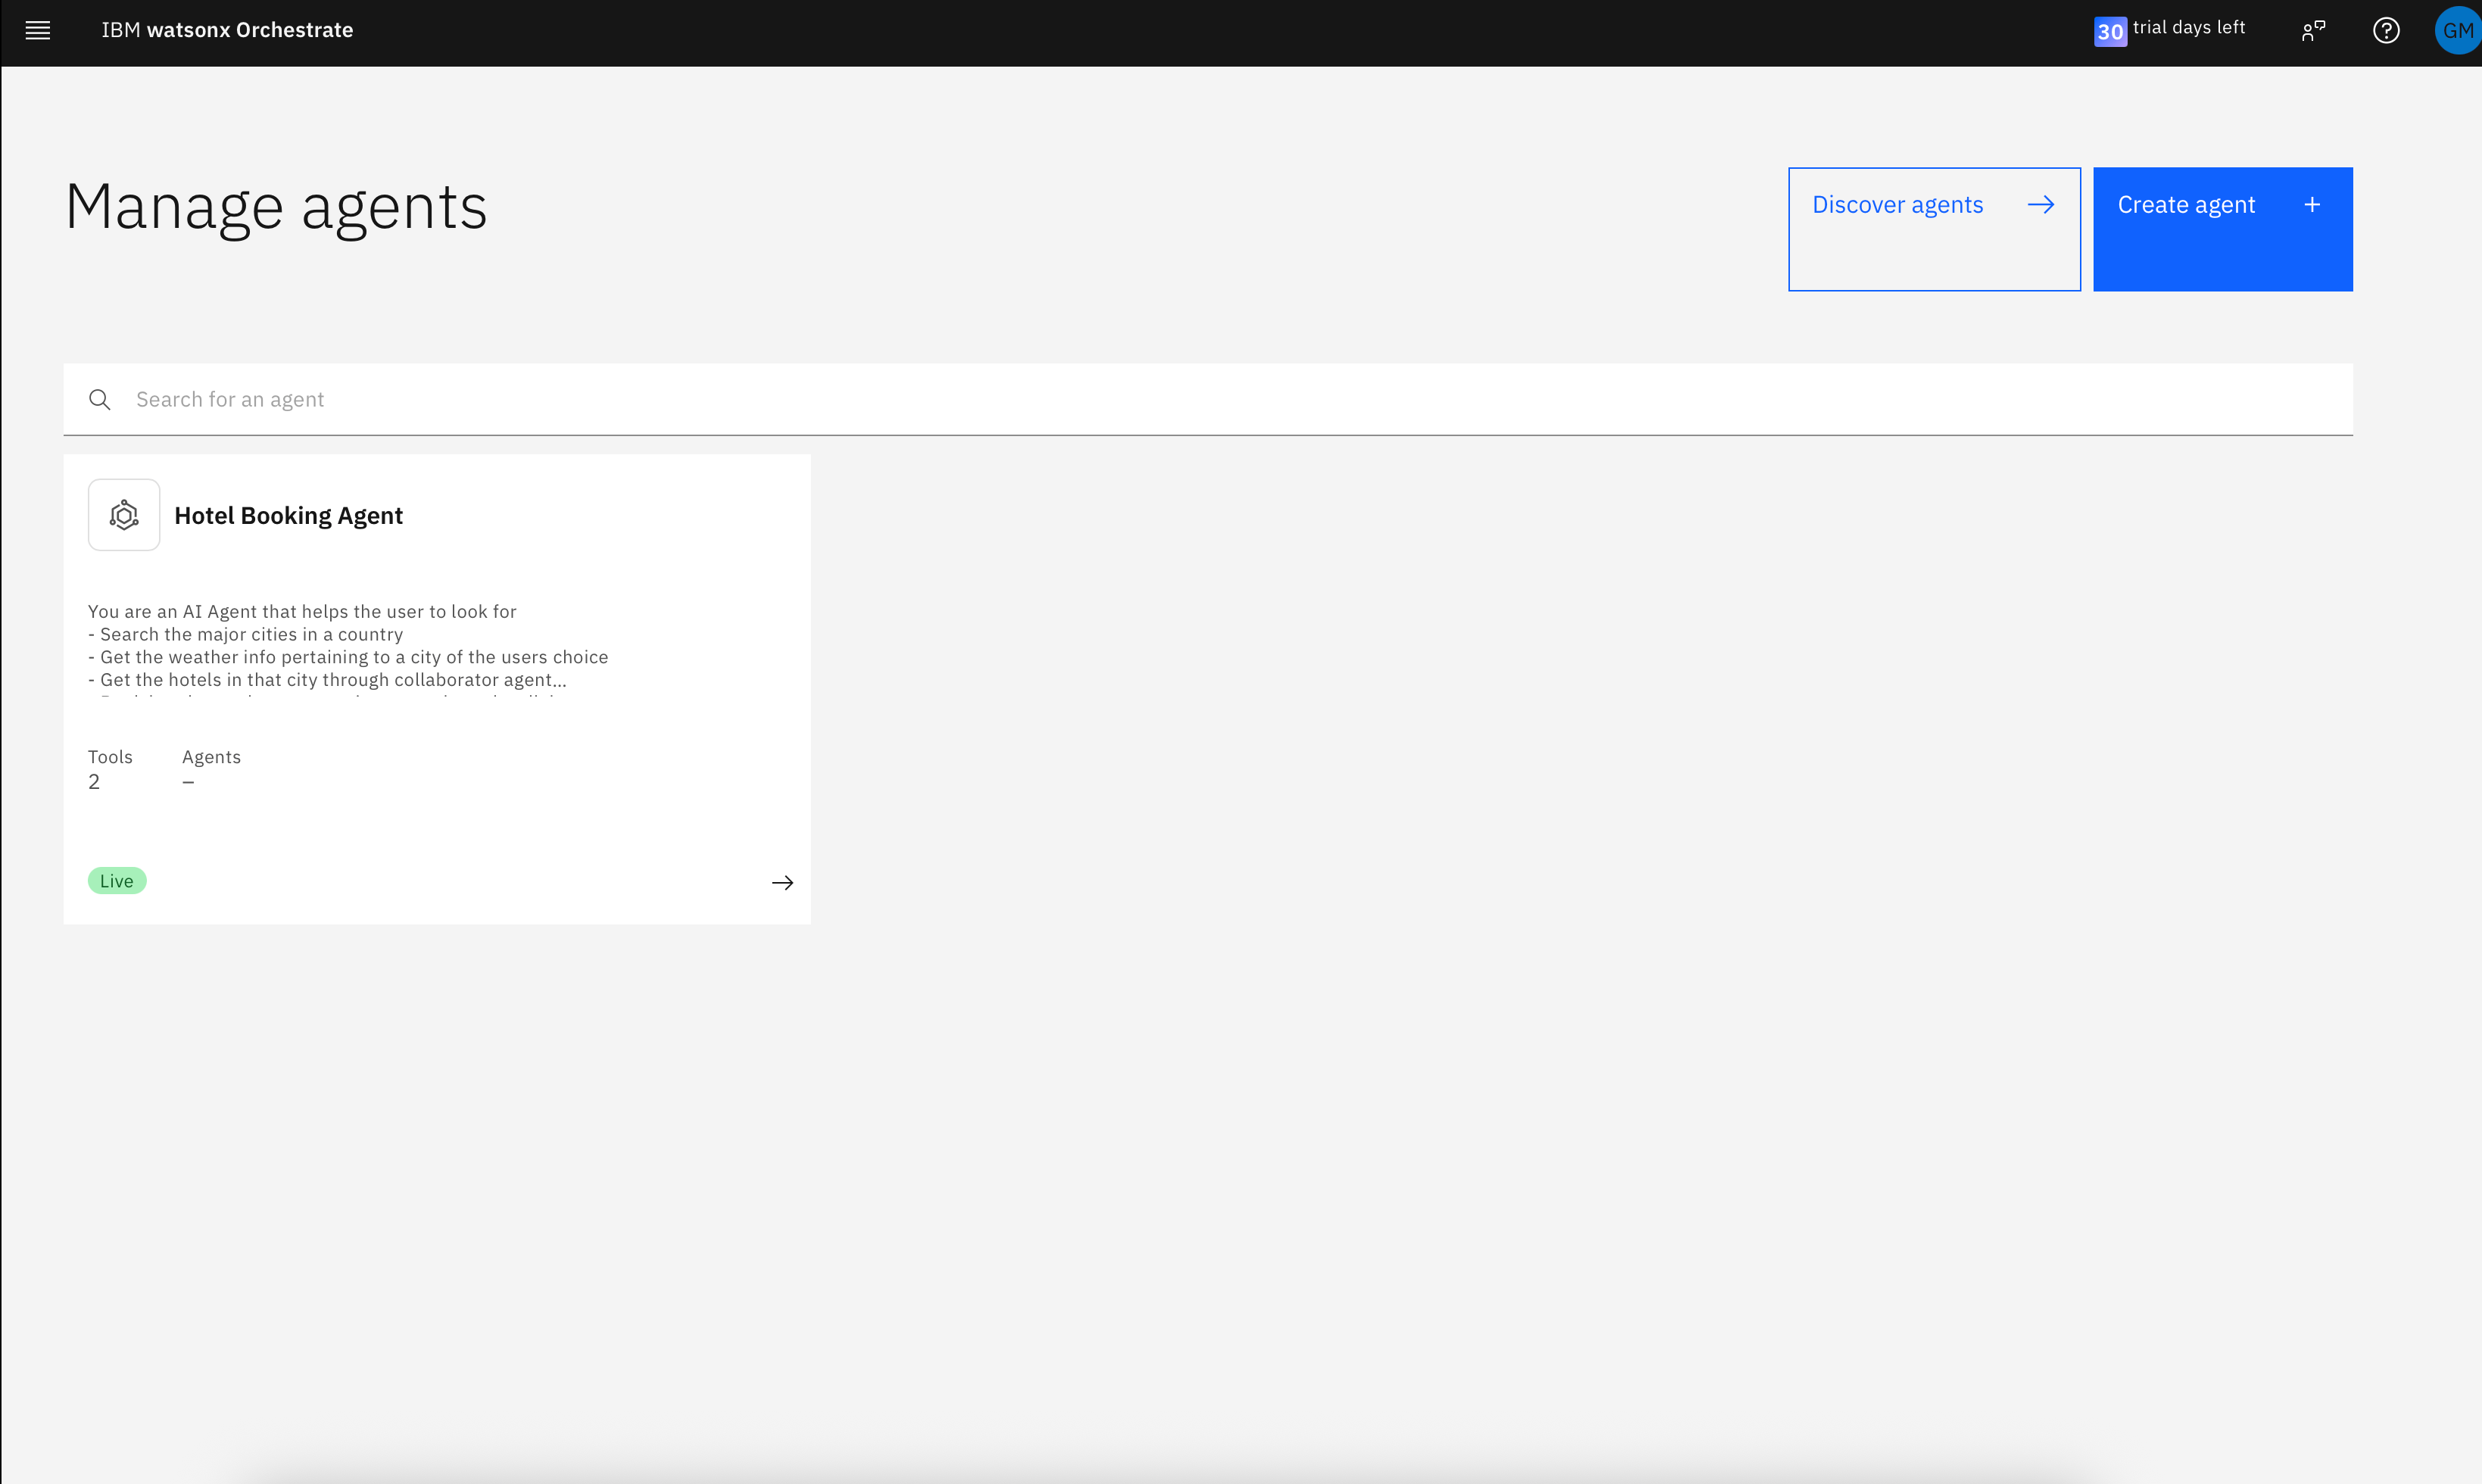 IBM watsonx Orchestrate
30 trial days left
GM
Manage agents
Discover agents
Create agent
Search for an agent
Hotel Booking Agent
You are an AI Agent that helps the user to look for
- Search the major cities in a country
- Get the weather info pertaining to a city of the users choice
- Get the hotels in that city through collaborator agent...
Tools
Agents
2
–
Live